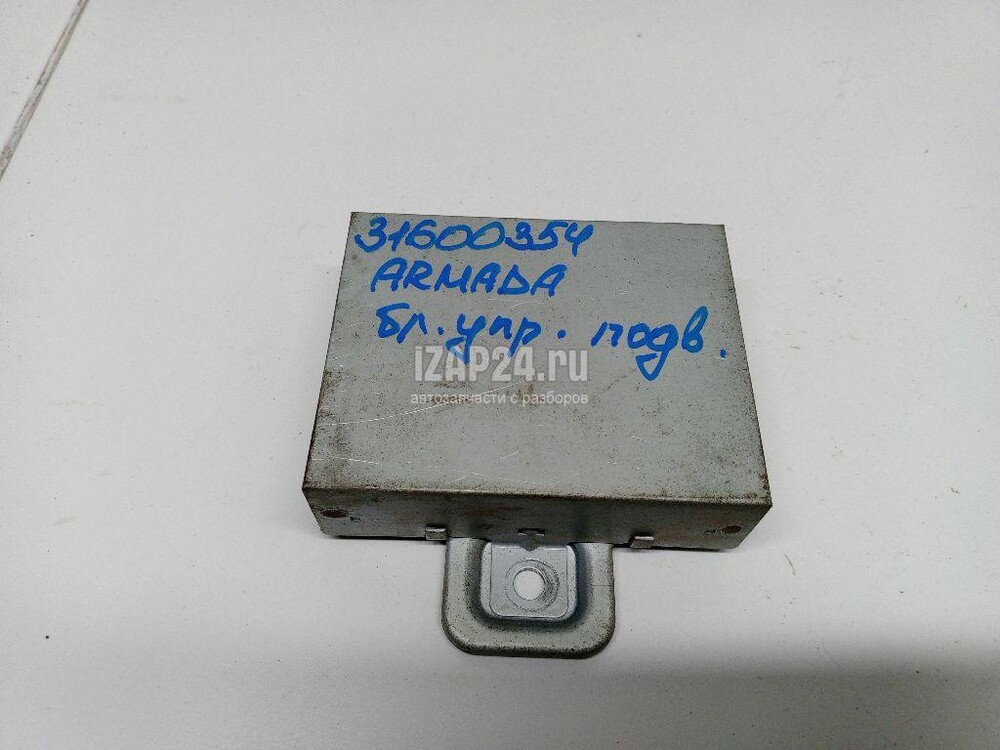 31600354
ARMADA
бл. упр. подв.
iZAP24.ru
автозапчасти с разборов